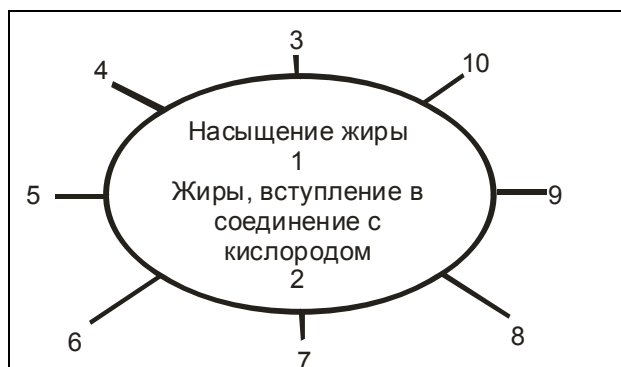 3
4
10
Насыщение жиры
1
5
Жиры, вступление в
9
соединение с
кислородом
2
6
8
7